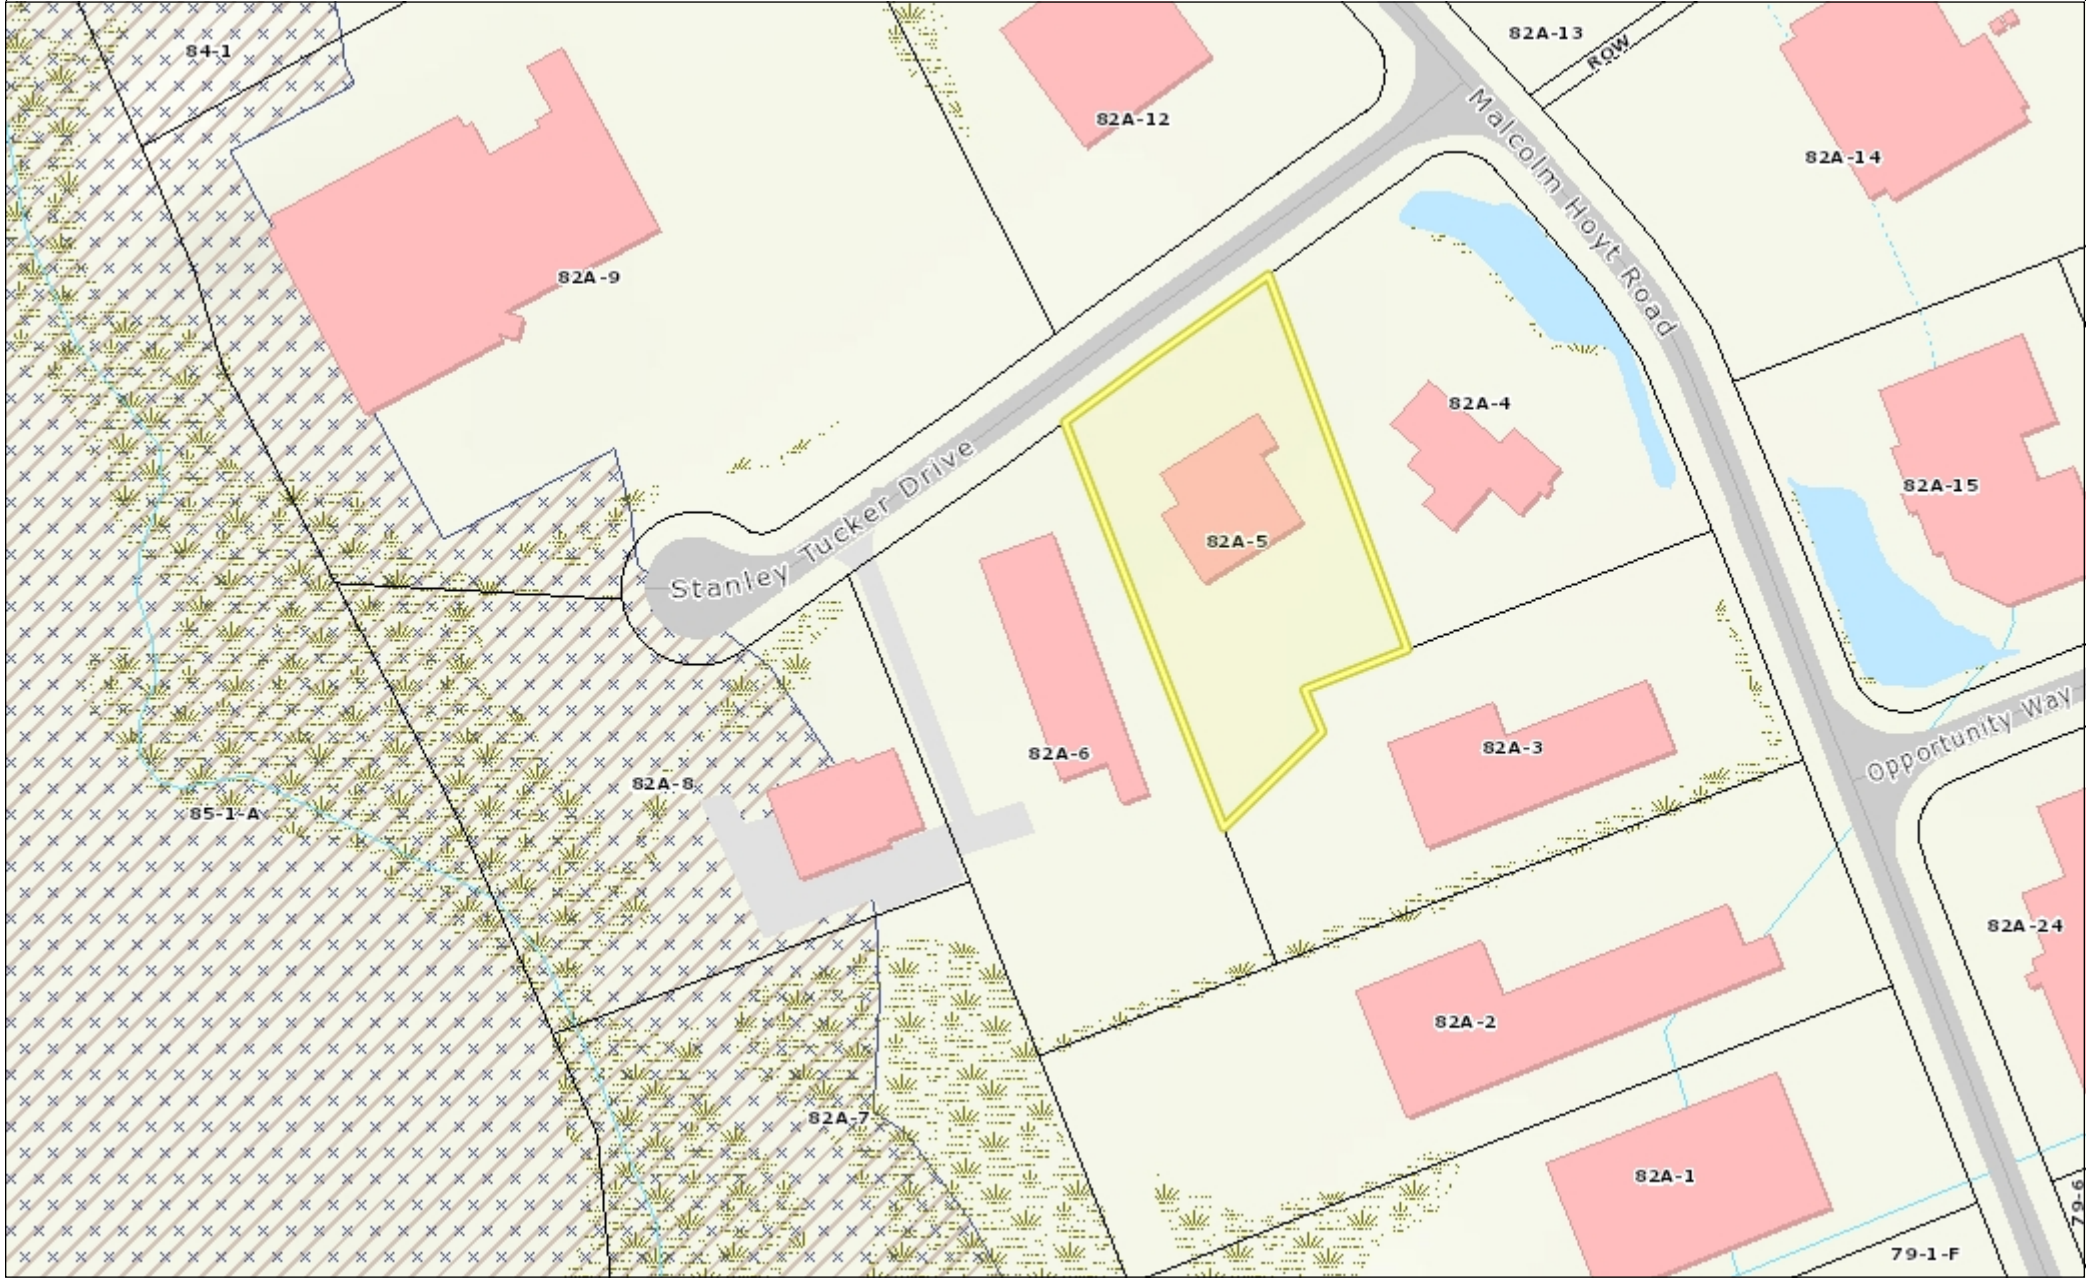 84-1
82A-13
ROW
82A-12
Malcolm Hoyt Road
82A-14
82A-9
82A-4
Stanley Tucker Drive
82A-15
82A-5
82A-6
82A-3
Opportunity Way
82A-8
85-1-A
82A-24
82A-2
82A-7
82A-1
79-6
79-1-F